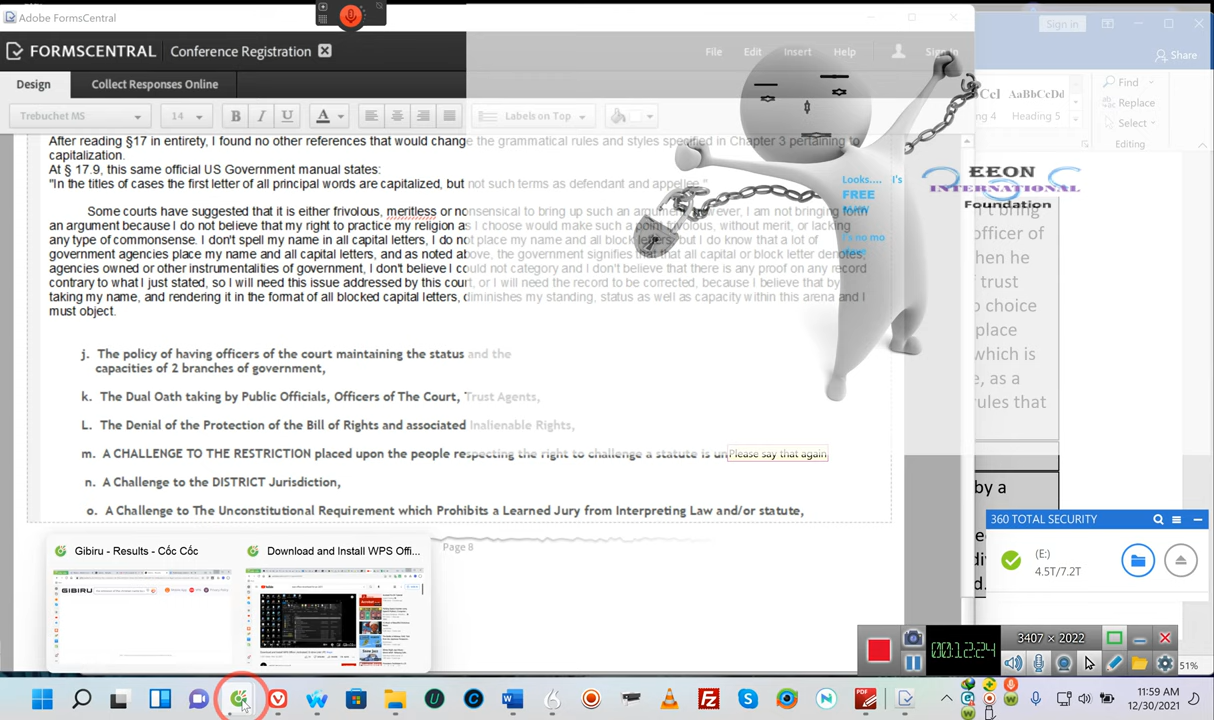 Adobe FormsCentral
Sign in
FORMSCENTRAL Conference Registration
File Edit Insert Help Sign In
Share
Design Collect Responses Online
Find
Replace
Select
Editing
AaBbCcD
ng 4 Heading 5
Trebuchet MS 14 B I U A Labels on Top
After reading §17 in entirety, I found no other references that would change the grammatical rules and styles specified in Chapter 3 pertaining to
capitalization.
At § 17.9, this same official US Government manual states:
"In the titles of cases the first letter of all principal words are capitalized, but not such terms as defendant and appellee."
Some courts have suggested that it is either frivolous, meritless or nonsensical to bring up such an argument, however, I am not bringing forth
an argument because I do not believe that my right to practice my religion as I choose would make such a point frivolous, without merit, or lacking
any type of commonsense. I don't spell my name in all capital letters, I do not place my name and all block letters, but I do know that a lot of
government agencies place my name and all capital letters, and as noted above, the government signifies that that all capital or block letter denotes,
agencies owned or other instrumentalities of government, I don't believe I could not category and I don't believe that there is any proof on any record
contrary to what I just stated, so I will need this issue addressed by this court, or I will need the record to be corrected, because I believe that by
taking my name, and rendering it in the format of all blocked capital letters, diminishes my standing, status as well as capacity within this arena and I
must object.
j. The policy of having officers of the court maintaining the status and the
capacities of 2 branches of government,
k. The Dual Oath taking by Public Officials, Officers of The Court, Trust Agents,
L. The Denial of the Protection of the Bill of Rights and associated Inalienable Rights,
m. A CHALLENGE TO THE RESTRICTION placed upon the people respecting the right to challenge a statute is un
Please say that again
n. A Challenge to the DISTRICT Jurisdiction,
o. A Challenge to The Unconstitutional Requirement which Prohibits a Learned Jury from Interpreting Law and/or statute,
Page 8
Looks.... I's
FREE
no mo
EEON
INTERNATIONAL
Foundation
't bring
officer of
hen he
f trust
o choice
place
which is
e, as a
rules that
by a
360 TOTAL SECURITY
(E:)
4.5T/7.2T
Gibiru - Results - Cốc Cốc
Download and Install WPS Offi...
GIBIRU
00:12:24
3407 × 2022
51%
11:59 AM
12/30/2021